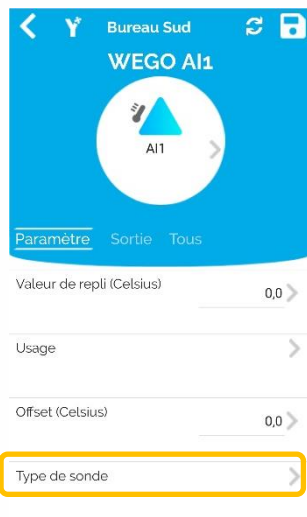 Bureau Sud
WEGO AI1
AI1
Paramètre Sortie Tous
Valeur de repli (Celsius)
0,0
Usage
Offset (Celsius)
0,0
Type de sonde